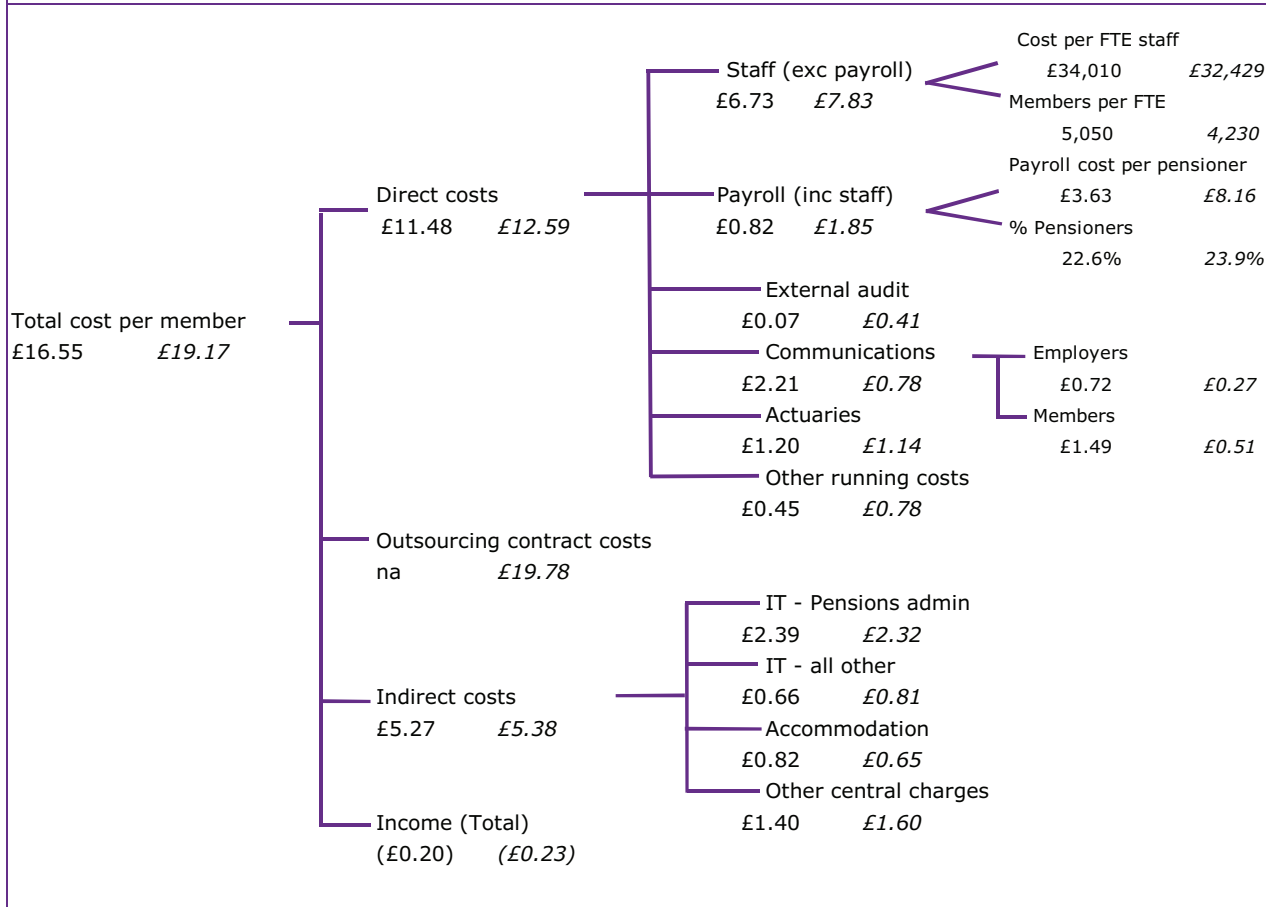 Cost per FTE staff
£34,010 £32,429
Staff (exc payroll)
£6.73 £7.83
Members per FTE
5,050 4,230
Payroll cost per pensioner
£3.63 £8.16
Direct costs
£11.48 £12.59
Payroll (inc staff)
£0.82 £1.85
% Pensioners
22.6% 23.9%
External audit
£0.07 £0.41
Total cost per member
£16.55 £19.17
Communications
£2.21 £0.78
Employers
£0.72 £0.27
Members
£1.49 £0.51
Actuaries
£1.20 £1.14
Other running costs
£0.45 £0.78
Outsourcing contract costs
na £19.78
IT - Pensions admin
£2.39 £2.32
IT - all other
£0.66 £0.81
Indirect costs
£5.27 £5.38
Accommodation
£0.82 £0.65
Other central charges
£1.40 £1.60
Income (Total)
(£0.20) (£0.23)